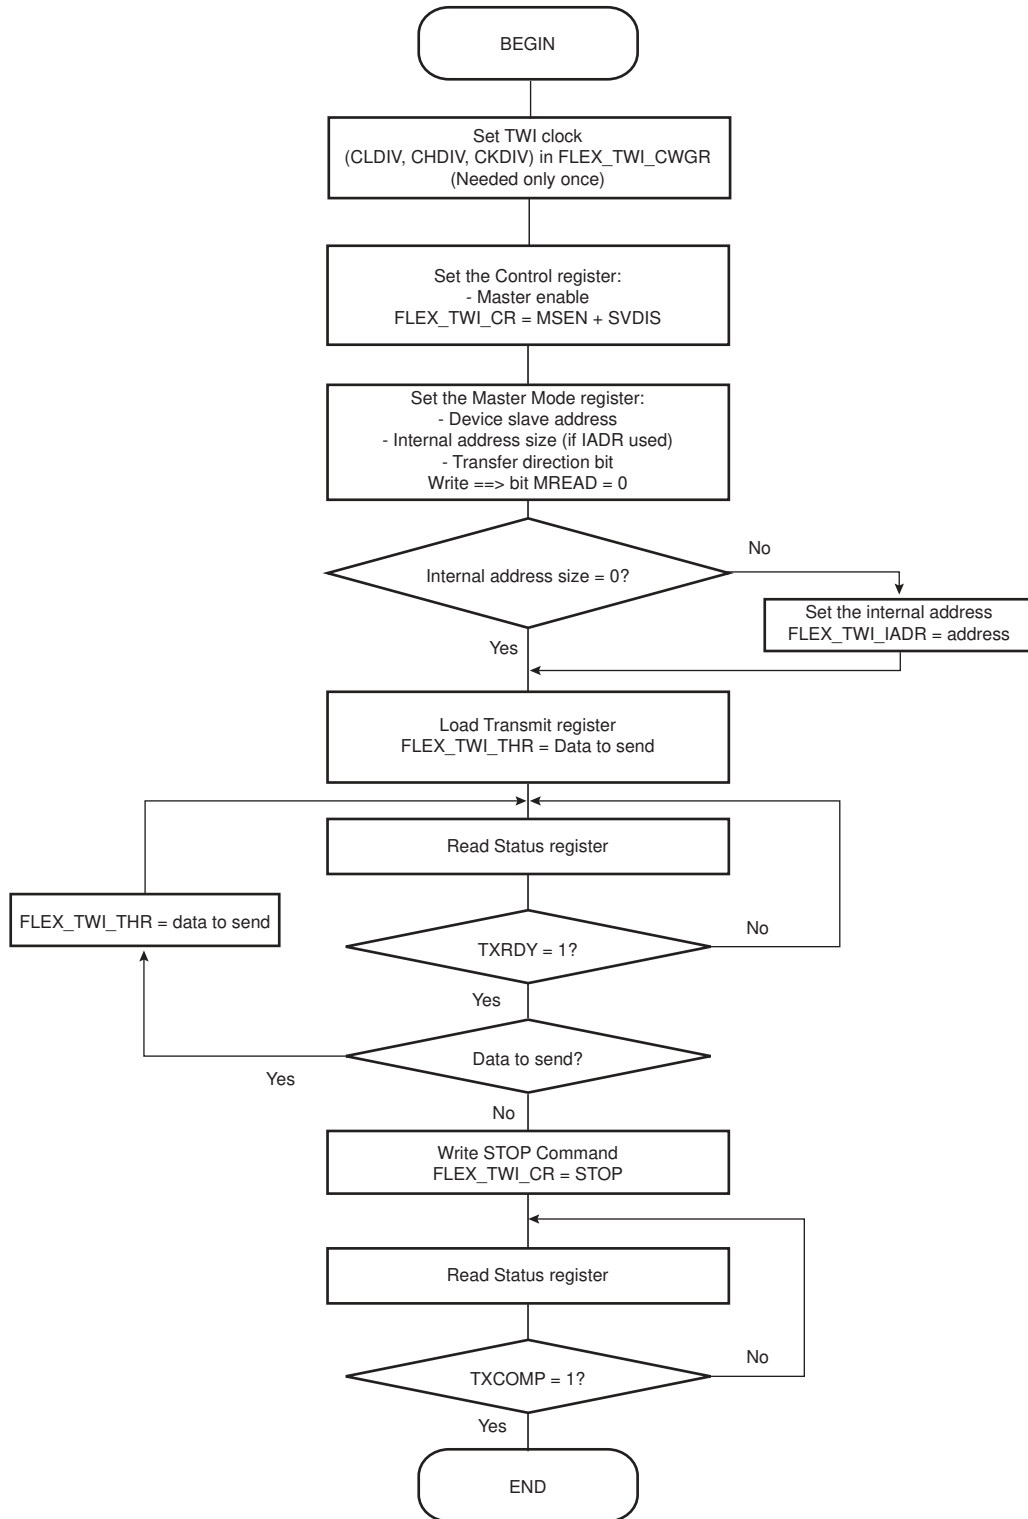 BEGIN
Set TWI clock
(CLDIV, CHDIV, CKDIV) in FLEX_TWI_CWGR
(Needed only once)
Set the Control register:
- Master enable
FLEX_TWI_CR = MSEN + SVDIS
Set the Master Mode register:
- Device slave address
- Internal address size (if IADR used)
- Transfer direction bit
Write ==> bit MREAD = 0
No
Internal address size = 0?
Set the internal address
FLEX_TWI_IADR = address
Yes
Load Transmit register
FLEX_TWI_THR = Data to send
Read Status register
FLEX_TWI_THR = data to send
No
TXRDY = 1?
Yes
Data to send?
Yes
No
Write STOP Command
FLEX_TWI_CR = STOP
Read Status register
No
TXCOMP = 1?
Yes
END